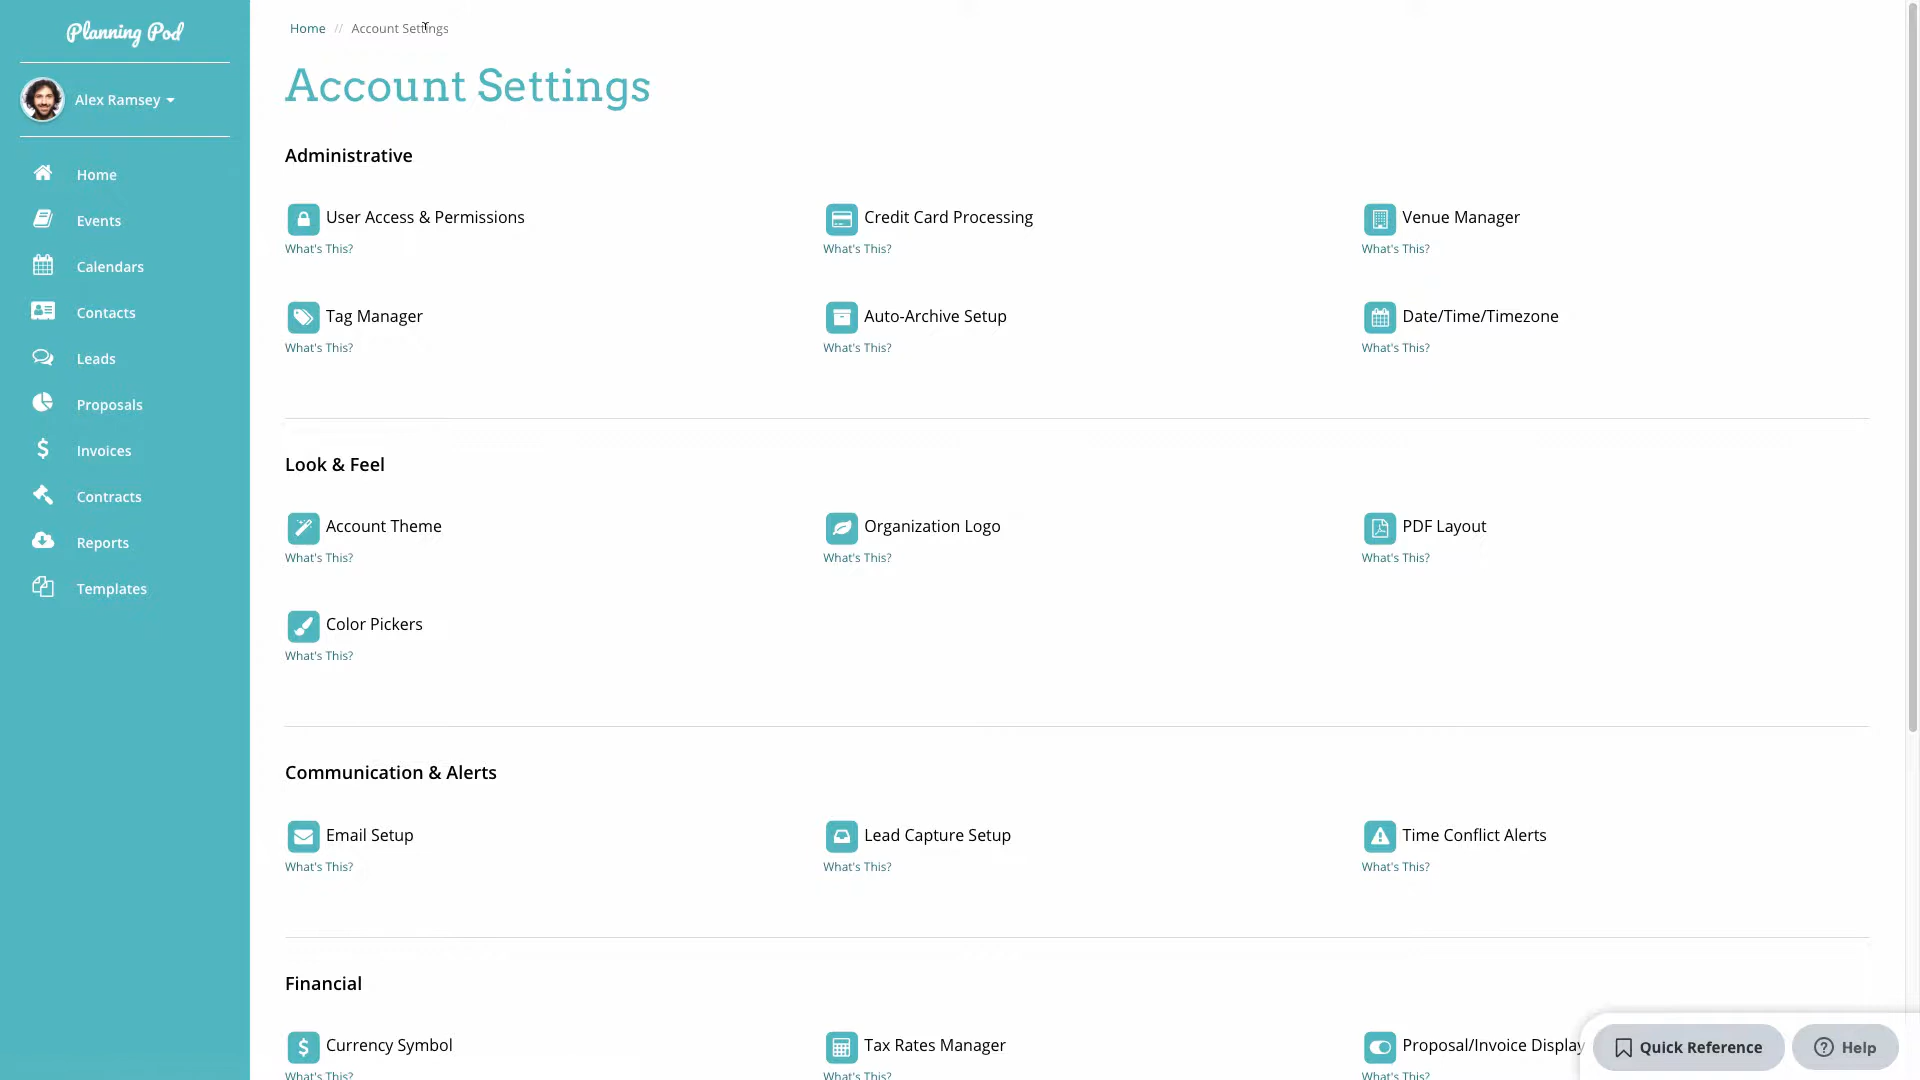 Planning Pod
Alex Ramsey
Home
Events
Calendars
Contacts
Leads
Proposals
Invoices
Contracts
Reports
Templates
Home // Account Settings
Account Settings
Administrative
User Access & Permissions
What's This?
Credit Card Processing
What's This?
Venue Manager
What's This?
Tag Manager
What's This?
Auto-Archive Setup
What's This?
Date/Time/Timezone
What's This?
Look & Feel
Account Theme
What's This?
Organization Logo
What's This?
PDF Layout
What's This?
Color Pickers
What's This?
Communication & Alerts
Email Setup
What's This?
Lead Capture Setup
What's This?
Time Conflict Alerts
What's This?
Financial
Currency Symbol
What's This?
Tax Rates Manager
What's This?
Proposal/Invoice Display
What's This?
Quick Reference
Help